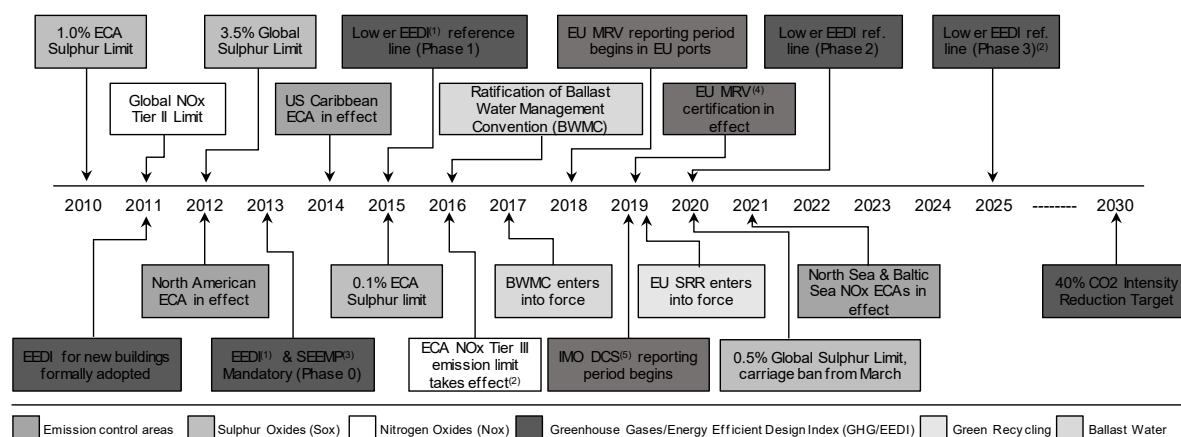 1.0% ECA
Sulphur Limit
3.5% Global
Sulphur Limit
Lower EEDI(1) reference
line (Phase 1)
EU MRV reporting period
begins in EU ports
Lower EEDI ref.
line (Phase 2)
Lower EEDI ref.
line (Phase 3)(2)
Global NOx
Tier II Limit
US Caribbean
ECA in effect
Ratification of Ballast
Water Management
Convention (BWMC)
EU MRV(4)
certification in
effect
2010 2011 2012 2013 2014 2015 2016 2017 2018 2019 2020 2021 2022 2023 2024 2025 -------- 2030
North American
ECA in effect
0.1% ECA
Sulphur limit
BWMC enters
into force
EU SRR enters
into force
North Sea & Baltic
Sea NOx ECAs in
effect
40% CO2 Intensity
Reduction Target
EEDI for new buildings
formally adopted
EEDI(1) & SEEMP(3)
Mandatory (Phase 0)
ECA NOx Tier III
emission limit
takes effect(2)
IMO DCS(5) reporting
period begins
0.5% Global Sulphur Limit,
carriage ban from March
Emission control areas
Sulphur Oxides (Sox)
Nitrogen Oxides (Nox)
Greenhouse Gases/Energy Efficient Design Index (GHG/EEDI)
Green Recycling
Ballast Water